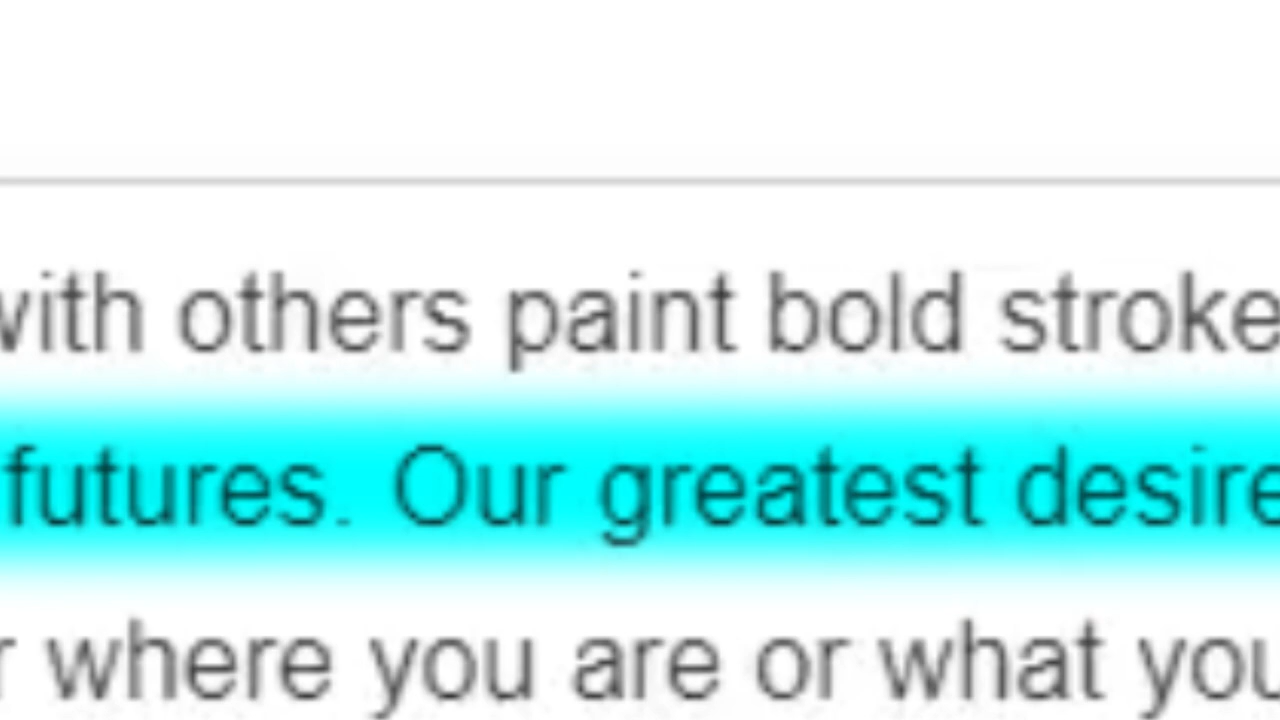 with others paint bold stroke
futures. Our greatest desire
r where you are or what you